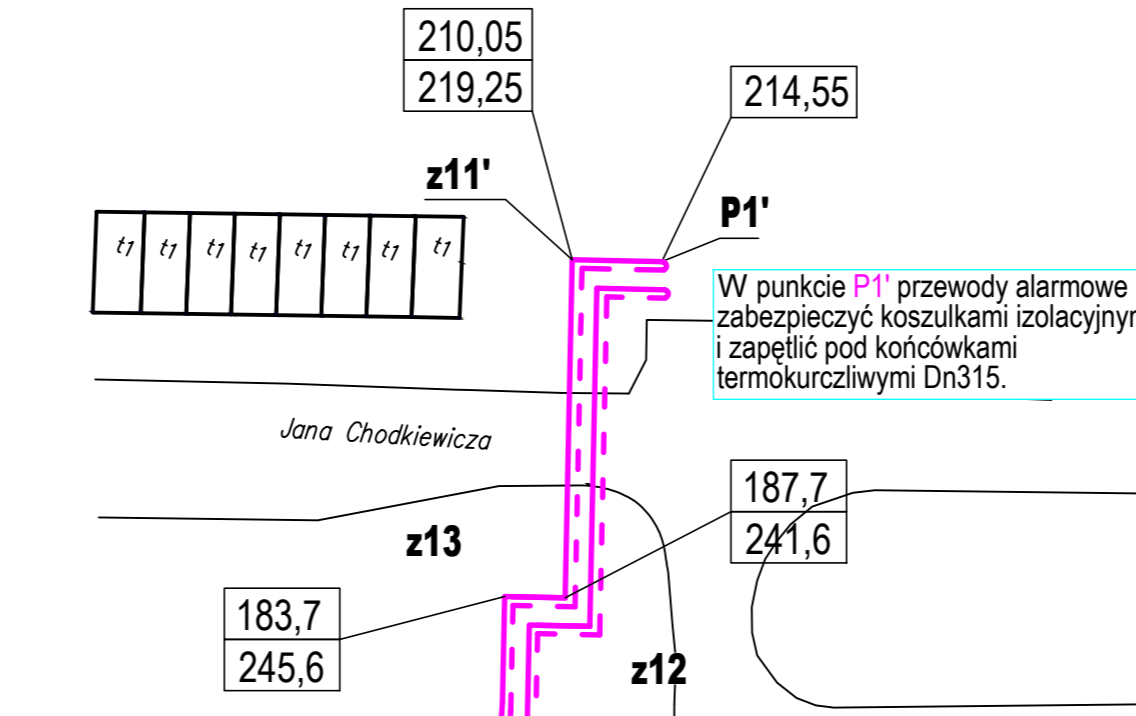 210,05
219,25
214,55
z11'
P1'
t1 t1 t1 t1 t1 t1 t1 t1
W punkcie P1' przewody alarmowe
zabezpieczyć koszulkami izolacyjnym
i zapętlić pod końcówkami
termokurczliwymi Dn315.
Jana Chodkiewicza
187,7
241,6
z13
183,7
245,6
z12